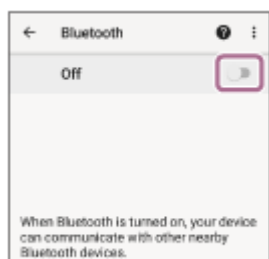 Bluetooth
Off
When Bluetooth is turned on, your device
can communicate with other nearby
Bluetooth devices.